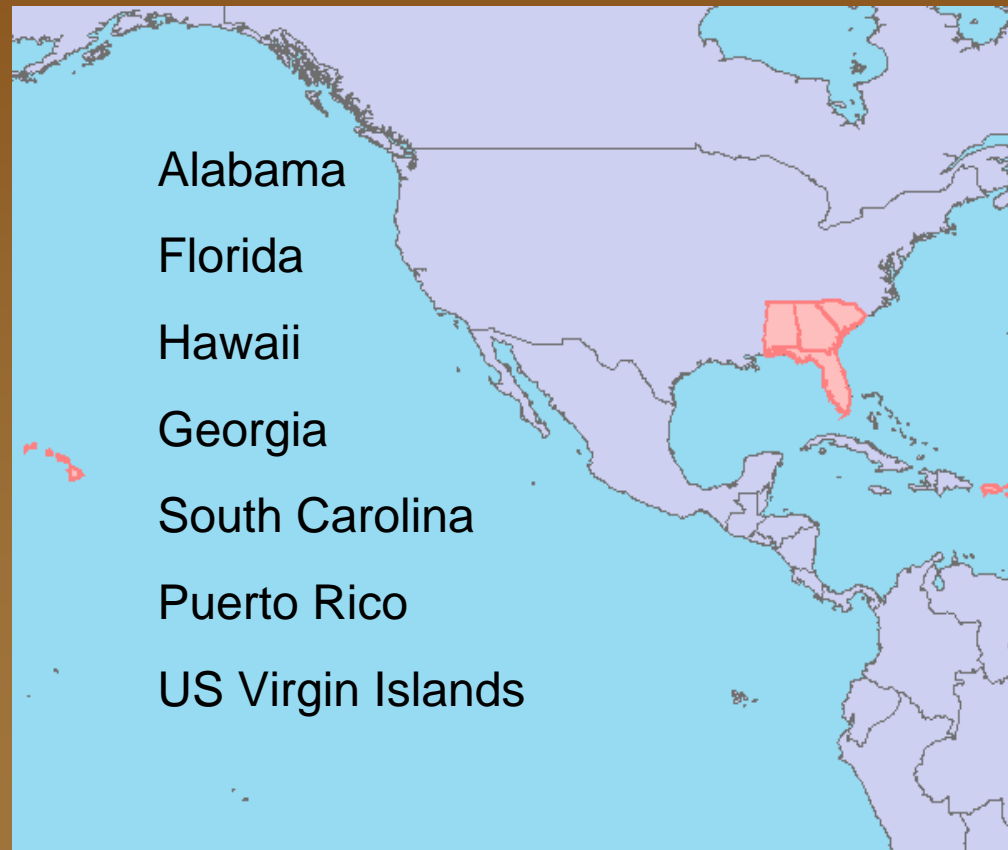 Alabama
Florida
Hawaii
Georgia
South Carolina
Puerto Rico
US Virgin Islands